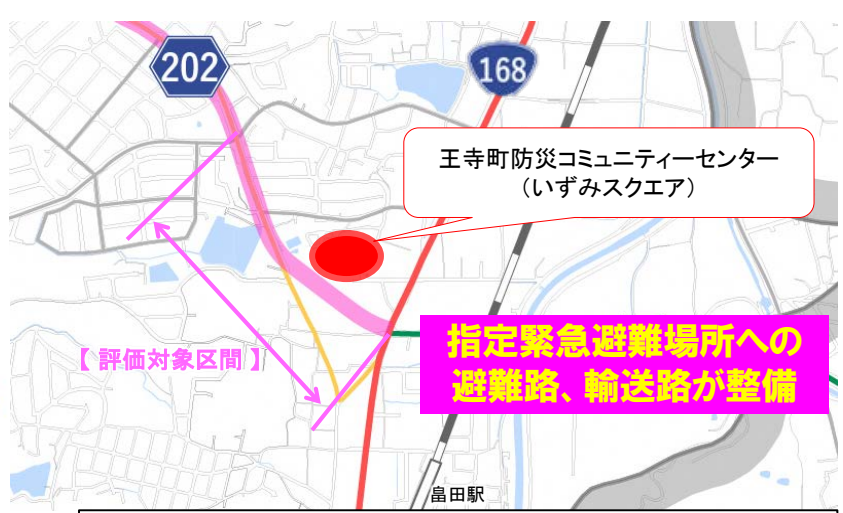 202
168
王寺町防災コミュニティーセンター
（いずみスクエア）
指定緊急避難場所への
避難路、輸送路が整備
【 評価対象区間 】
畠田駅